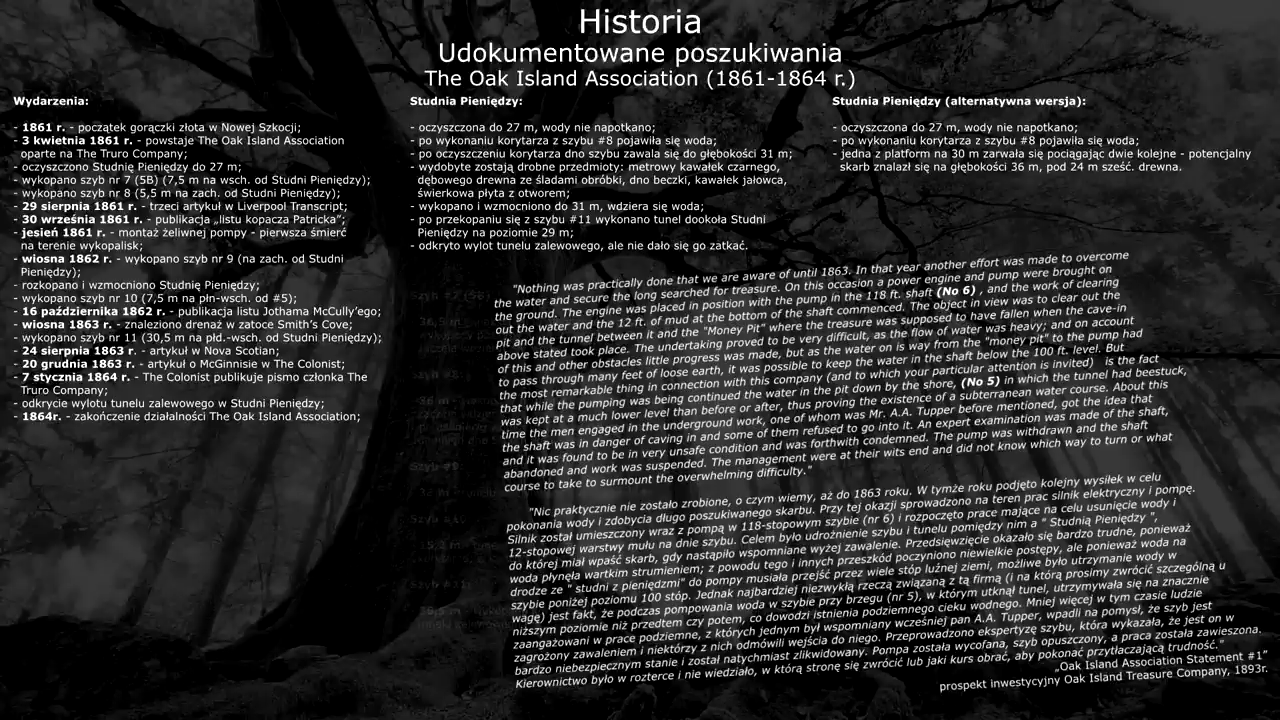 Historia
Udokumentowane poszukiwania
The Oak Island Association (1861-1864 r.)
Wydarzenia:
- 1861 r. - początek gorączki złota w Nowej Szkocji;
- 3 kwietnia 1861 r. - powstaje The Oak Island Association
oparte na The Truro Company;
- oczyszczono Studnię Pieniędzy do 27 m;
- wykopano szyb nr 7 (5B) (7,5 m na wsch. od Studni Pieniędzy);
- wykopano szyb nr 8 (5,5 m na zach. od Studni Pieniędzy);
- 29 sierpnia 1861 r. - trzeci artykuł w Liverpool Transcript;
- 30 września 1861 r. - publikacja „listu kopacza Patricka”;
- jesień 1861 r. - montaż żeliwnej pompy - pierwsza śmierć
na terenie wykopalisk;
- wiosna 1862 r. - wykopano szyb nr 9 (na zach. od Studni
Pieniędzy);
- rozkopano i wzmocniono Studnię Pieniędzy;
- wykopano szyb nr 10 (7,5 m na płn-wsch. od #5);
- 16 października 1862 r. - publikacja listu Jothama McCully’ego;
- wiosna 1863 r. - znaleziono drenaż w zatoce Smith’s Cove;
- wykopano szyb nr 11 (30,5 m na płd.-wsch. od Studni Pieniędzy);
- 24 sierpnia 1863 r. - artykuł w Nova Scotian;
- 20 grudnia 1863 r. - artykuł o McGinnisie w The Colonist;
- 7 stycznia 1864 r. - The Colonist publikuje pismo członka The
Truro Company;
- odkrycie wylotu tunelu zalewowego w Studni Pieniędzy;
- 1864r. - zakończenie działalności The Oak Island Association;
Studnia Pieniędzy:
- oczyszczona do 27 m, wody nie napotkano;
- po wykonaniu korytarza z szybu #8 pojawiła się woda;
- po oczyszczeniu korytarza dno szybu zawala się do głębokości 31 m;
- wydobyte zostają drobne przedmioty: metrowy kawałek czarnego,
dębowego drewna ze śladami obróbki, dno beczki, kawałek jałowca,
świerkowa płyta z otworem;
- wykopano i wzmocniono do 31 m, wdziera się woda;
- po przekopaniu się z szybu #11 wykonano tunel dookoła Studni
Pieniędzy na poziomie 29 m;
- odkryto wylot tunelu zalewowego, ale nie dało się go zatkać.
Studnia Pieniędzy (alternatywna wersja):
- oczyszczona do 27 m, wody nie napotkano;
- po wykonaniu korytarza z szybu #8 pojawiła się woda;
- jedna z platform na 30 m zarwała się pociągając dwie kolejne - potencjalny
skarb znalazł się na głębokości 36 m, pod 24 m sześć. drewna.
"Nothing was practically done that we are aware of until 1863. In that year another effort was made to overcome
the water and secure the long searched for treasure. On this occasion a power engine and pump were brought on
the ground. The engine was placed in position with the pump in the 118 ft. shaft (No 6) , and the work of clearing
out the water and the 12 ft. of mud at the bottom of the shaft commenced. The object in view was to clear out the
pit and the tunnel between it and the "Money Pit" where the treasure was supposed to have fallen when the cave-in
above stated took place. The undertaking proved to be very difficult, as the flow of water was heavy; and on account
of this and other obstacles little progress was made, but as the water on is way from the "money pit" to the pump had
to pass through many feet of loose earth, it was possible to keep the water in the shaft below the 100 ft. level. But
the most remarkable thing in connection with this company (and to which your particular attention is invited) is the fact
that while the pumping was being continued the water in the pit down by the shore, (No 5) in which the tunnel had beestuck,
was kept at a much lower level than before or after, thus proving the existence of a subterranean water course. About this
time the men engaged in the underground work, one of whom was Mr. A.A. Tupper before mentioned, got the idea that
the shaft was in danger of caving in and some of them refused to go into it. An expert examination was made of the shaft,
and it was found to be in very unsafe condition and was forthwith condemned. The pump was withdrawn and the shaft
abandoned and work was suspended. The management were at their wits end and did not know which way to turn or what
course to take to surmount the overwhelming difficulty."
"Nic praktycznie nie zostało zrobione, o czym wiemy, aż do 1863 roku. W tymże roku podjęto kolejny wysiłek w celu
pokonania wody i zdobycia długo poszukiwanego skarbu. Przy tej okazji sprowadzono na teren prac silnik elektryczny i pompę.
Silnik został umieszczony wraz z pompą w 118-stopowym szybie (nr 6) i rozpoczęto prace mające na celu usunięcie wody i
12-stopowej warstwy mułu na dnie szybu. Celem było udrożnienie szybu i tunelu pomiędzy nim a " Studnią Pieniędzy ",
do której miał wpaść skarb, gdy nastąpiło wspomniane wyżej zawalenie. Przedsięwzięcie okazało się bardzo trudne, ponieważ
woda płynęła wartkim strumieniem; z powodu tego i innych przeszkód poczyniono niewielkie postępy, ale ponieważ woda na
drodze ze " studni z pieniędzmi" do pompy musiała przejść przez wiele stóp luźnej ziemi, możliwe było utrzymanie wody w
szybie poniżej poziomu 100 stóp. Jednak najbardziej niezwykłą rzeczą związaną z tą firmą (i na którą prosimy zwrócić szczególną u
wagę) jest fakt, że podczas pompowania woda w szybie przy brzegu (nr 5), w którym utknął tunel, utrzymywała się na znacznie
niższym poziomie niż przedtem czy potem, co dowodzi istnienia podziemnego cieku wodnego. Mniej więcej w tym czasie ludzie
zaangażowani w prace podziemne, z których jednym był wspomniany wcześniej pan A.A. Tupper, wpadli na pomysł, że szyb jest
zagrożony zawaleniem i niektórzy z nich odmówili wejścia do niego. Przeprowadzono ekspertyzę szybu, która wykazała, że jest on w
bardzo niebezpiecznym stanie i został natychmiast zlikwidowany. Pompa została wycofana, szyb opuszczony, a praca została zawieszona.
Kierownictwo było w rozterce i nie wiedziało, w którą stronę się zwrócić lub jaki kurs obrać, aby pokonać przytłaczającą trudność."
„Oak Island Association Statement #1”
prospekt inwestycyjny Oak Island Treasure Company, 1893r.